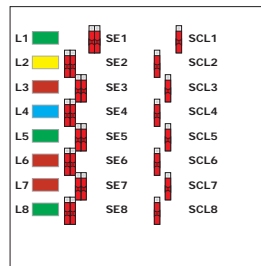 L1 SE1 SCL1
L2 SE2 SCL2
L3 SE3 SCL3
L4 SE4 SCL4
L5 SE5 SCL5
L6 SE6 SCL6
L7 SE7 SCL7
L8 SE8 SCL8